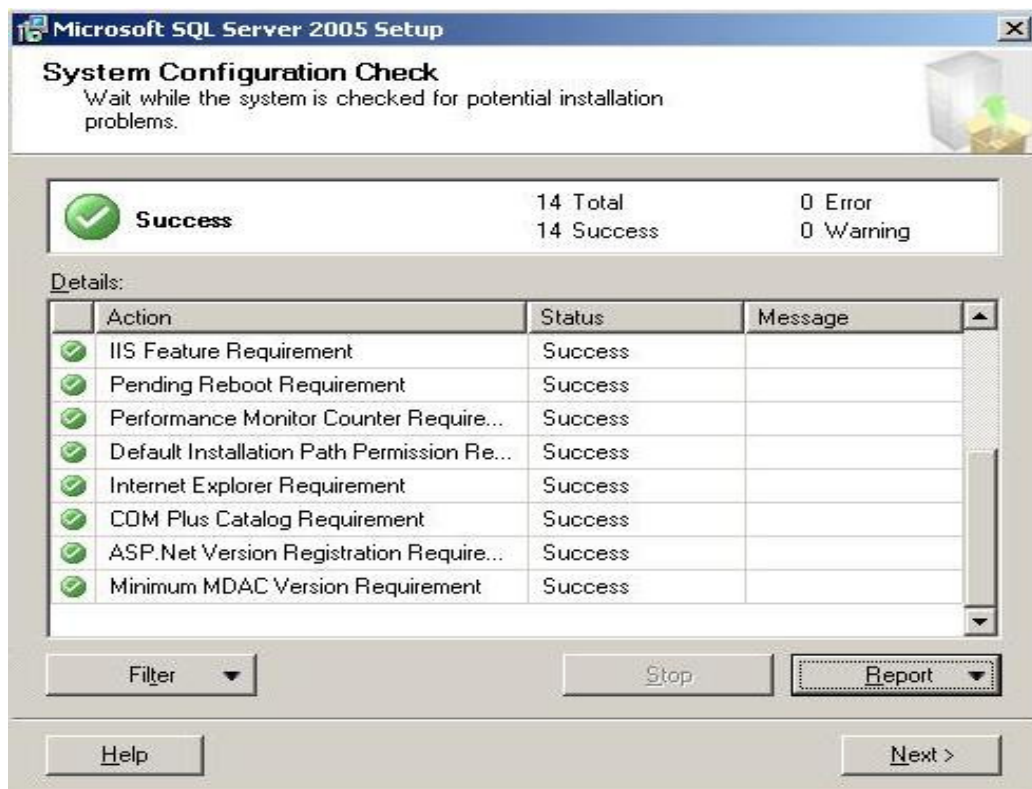 Microsoft SQL Server 2005 Setup
System Configuration Check
Wait while the system is checked for potential installation
problems.
Success
14 Total
0 Error
14 Success
0 Warning
Details:
Action Status Message
IIS Feature Requirement Success
Pending Reboot Requirement Success
Performance Monitor Counter Require... Success
Default Installation Path Permission Re... Success
Internet Explorer Requirement Success
COM Plus Catalog Requirement Success
ASP.Net Version Registration Require... Success
Minimum MDAC Version Requirement Success
Filter Stop Report
Help Next >